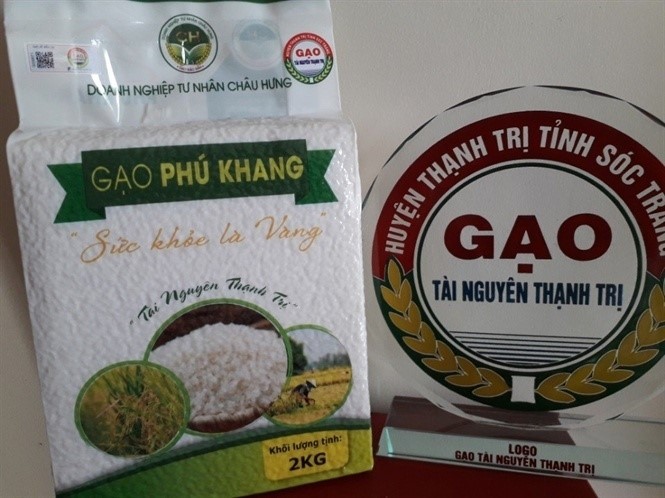 CH
GẠO
TÀI NGUYÊN THẠNH TRỊ
DOANH NGHIỆP TƯ NHÂN CHÂU HƯNG
GẠO PHÚ KHANG
"Sức khỏe là Vàng"
"Tài Nguyên Thạnh Trị"
Khối lượng tịnh:
2KG
HUYỆN THẠNH TRỊ TỈNH SÓC TRĂNG
GẠO
TÀI NGUYÊN THẠNH TRỊ
LOGO
GẠO TÀI NGUYÊN THẠNH TRỊ